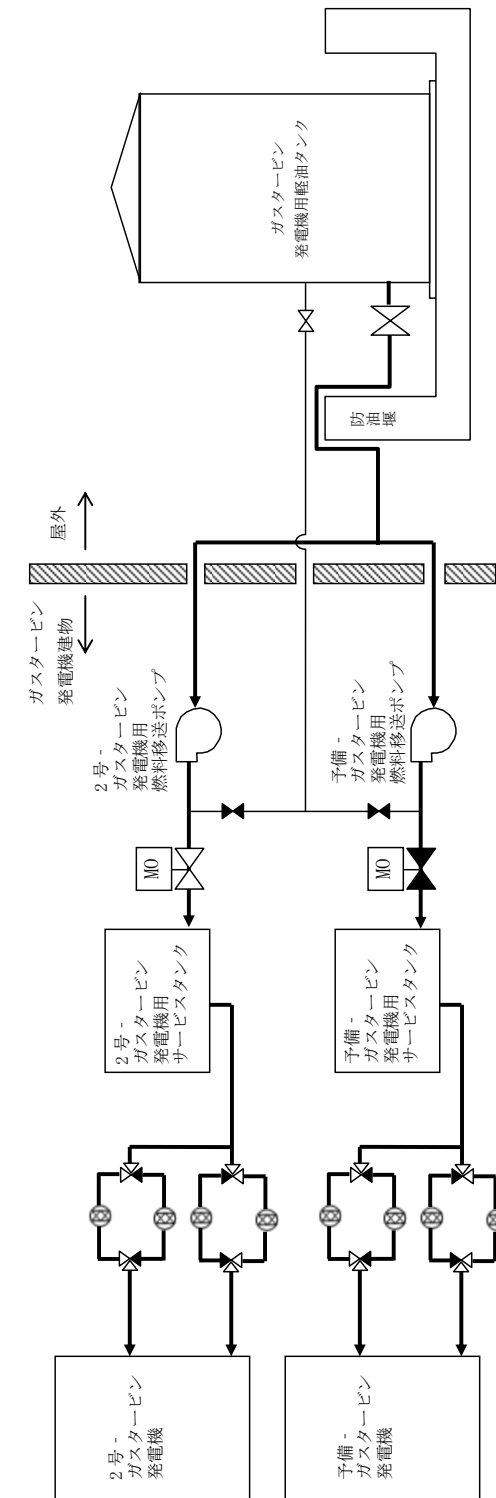 ガスタービン
発電機用軽油タンク
防油堰
屋外
ガスタービン
発電機建物
2号-
ガスタービン
発電機用
燃料移送ポンプ
予備-
ガスタービン
発電機用
燃料移送ポンプ
MO
MO
2号-
ガスタービン
発電機用
サービスタンク
予備-
ガスタービン
発電機用
サービスタンク
2号-
ガスタービン
発電機
予備-
ガスタービン
発電機